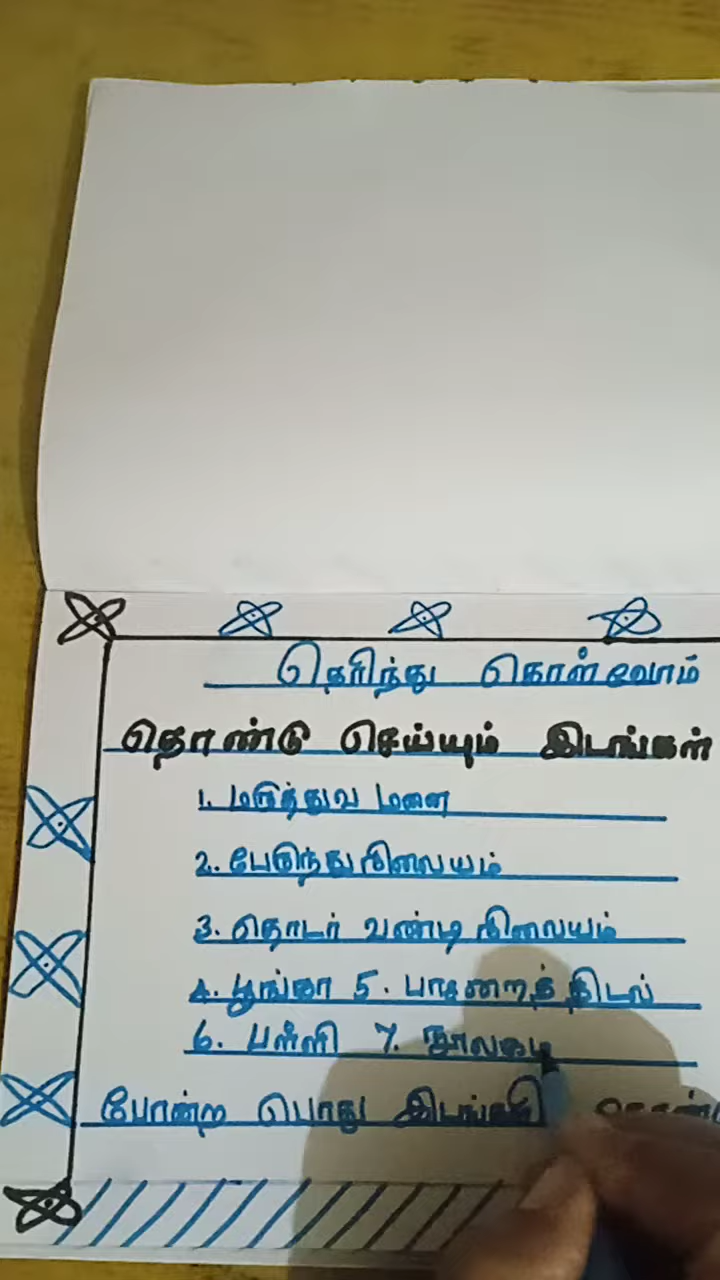 தெரிந்து கொள்வோம்
தொண்டு செய்யும் இடங்கள்
1. மருத்துவ மனை
2. பேருந்து நிலையம்
3. தொடர் வண்டி நிலையம்
4. பூங்கா 5. பாசறைத் திடல்
6. பள்ளி 7. நூலகம்
போன்ற பொது இடங்களி